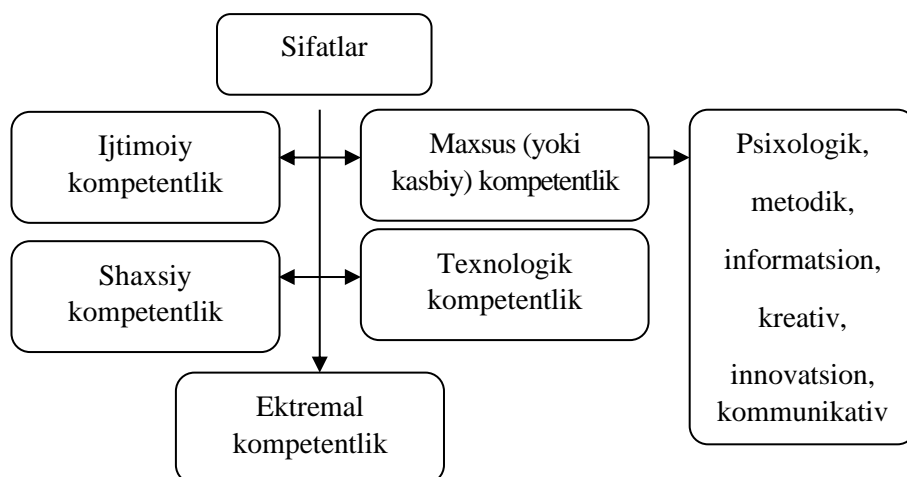 Sifatlar
Ijtimoiy
kompetentlik
Maxsus (yoki
kasbiy) kompetentlik
Psixologik,
metodik,
informatsion,
kreativ,
innovatsion,
kommunikativ
Shaxsiy
kompetentlik
Texnologik
kompetentlik
Ektremal
kompetentlik